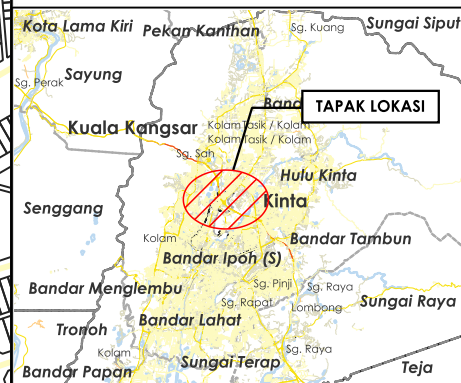 Kota Lama Kiri
Pekan Kanthan
Sg. Kuang
Sungai Siput
Sayung
Sg. Perak
Band
TAPAK LOKASI
Kuala Kangsar
Kolam Tasik / Kolam
Kolam Tasik / Kolam
Sg. Sah
Hulu Kinta
Kinta
Senggang
Kolam
Bandar Tambun
Bandar Ipoh (S)
Bandar Menglembu
Sg. Pinji
Sg. Raya
Sg. Rapat
Lombong
Sungai Raya
Bandar Lahat
Tronoh
Kolam
Sg. Raya
Sungai Terap
Bandar Papan
Teja